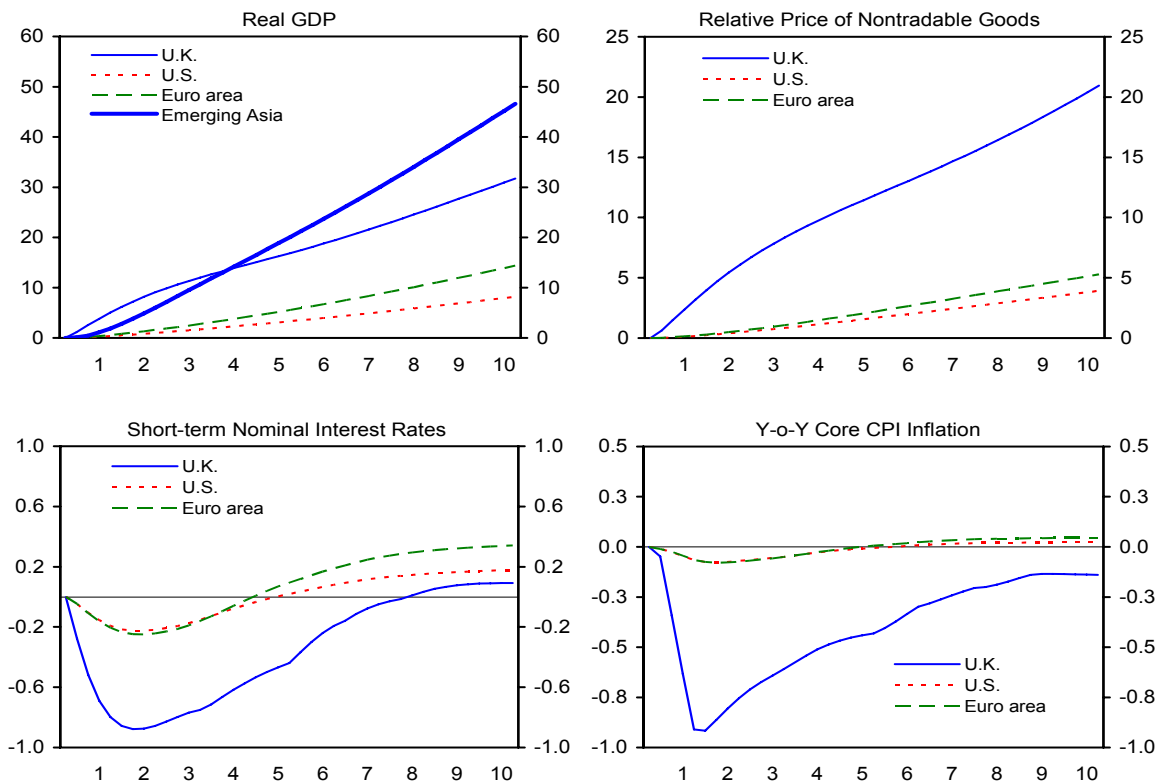 Real GDP
60
50
40
30
20
10
0
U.K.
U.S.
Euro area
Emerging Asia
60
50
40
30
20
10
0
1 2 3 4 5 6 7 8 9 10
Relative Price of Nontradable Goods
25
20
15
10
5
0
U.K.
U.S.
Euro area
25
20
15
10
5
0
1 2 3 4 5 6 7 8 9 10
Short-term Nominal Interest Rates
1.0
0.6
0.2
-0.2
-0.6
-1.0
U.K.
U.S.
Euro area
1.0
0.6
0.2
-0.2
-0.6
-1.0
1 2 3 4 5 6 7 8 9 10
Y-o-Y Core CPI Inflation
0.5
0.3
0.0
-0.3
-0.5
-0.8
-1.0
U.K.
U.S.
Euro area
0.5
0.3
0.0
-0.3
-0.5
-0.8
-1.0
1 2 3 4 5 6 7 8 9 10